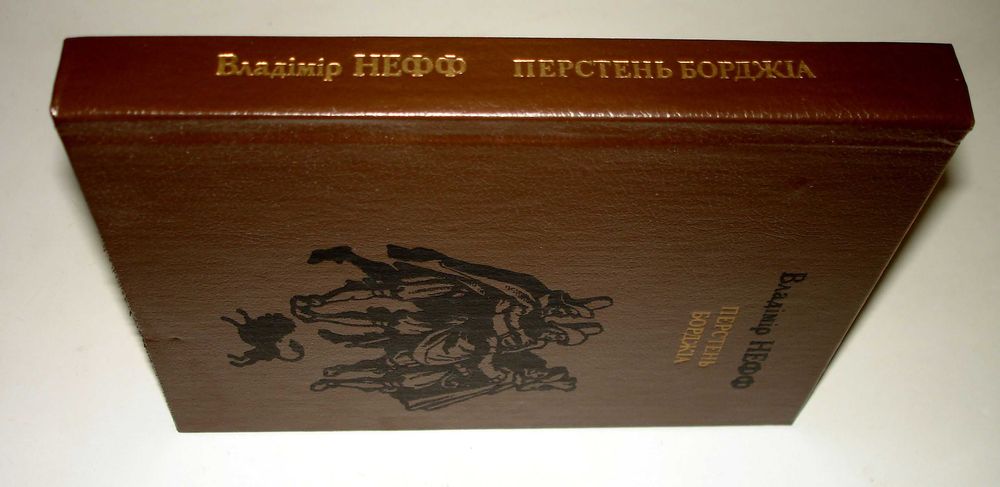 Владімір НЕФФ ПЕРСТЕНЬ БОРДЖІА
Владімір НЕФФ
ПЕРСТЕНЬ
БОРДЖІА